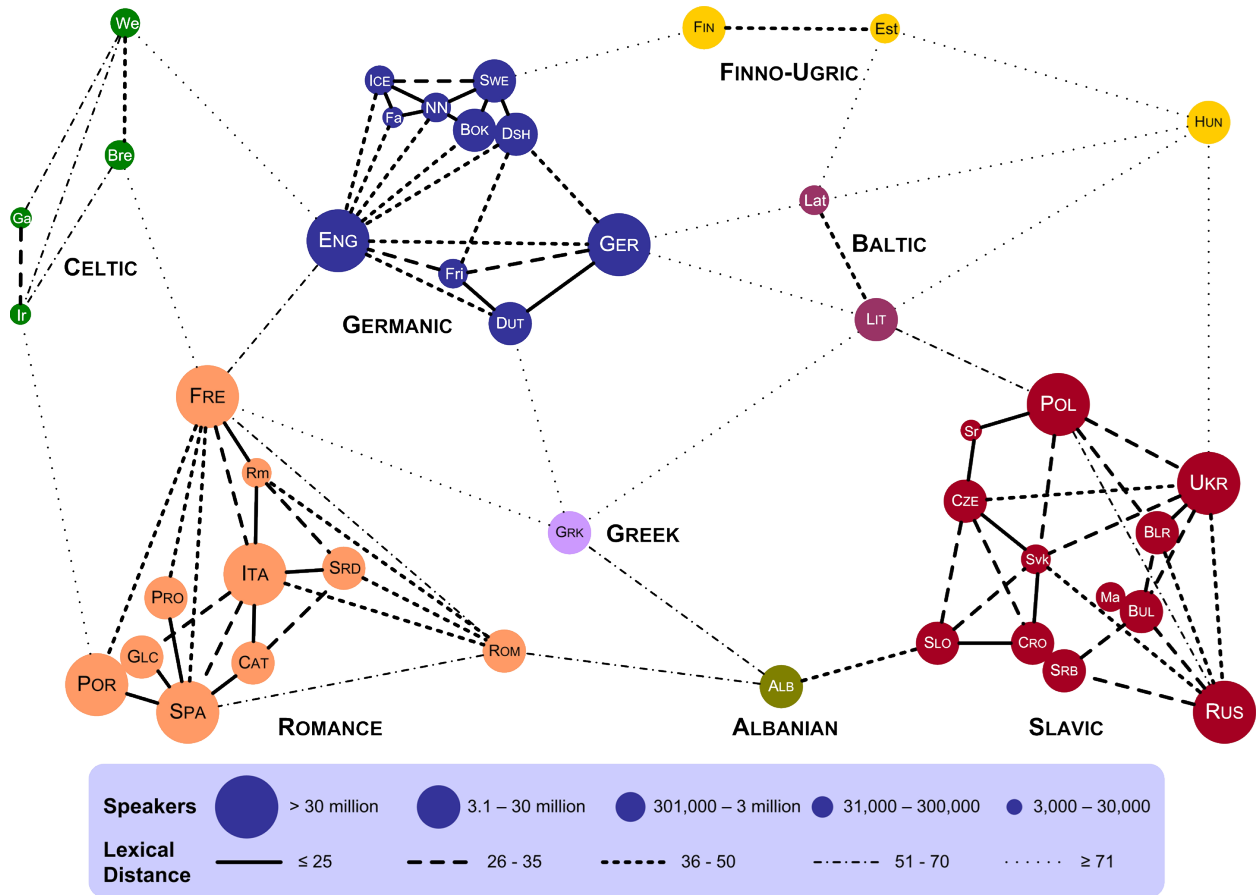 We
FIN
Est
FINNO-UGRIC
ICE
SWE
Fa
NN
BOK
DSH
HUN
Bre
Lat
Ga
ENG
GER
BALTIC
CELTIC
Fri
Ir
GERMANIC
DUT
LIT
FRE
POL
Sr
Rm
UKR
CZE
GRK
GREEK
BLR
Svk
ITA
SRD
PRO
Ma
BUL
GLC
CAT
ROM
SLO
CRO
SRB
POR
SPA
ALB
RUS
ROMANCE
ALBANIAN
SLAVIC
Speakers
> 30 million
3.1 – 30 million
301,000 – 3 million
31,000 – 300,000
3,000 – 30,000
Lexical
Distance
≤ 25
26 - 35
36 - 50
51 - 70
≥ 71